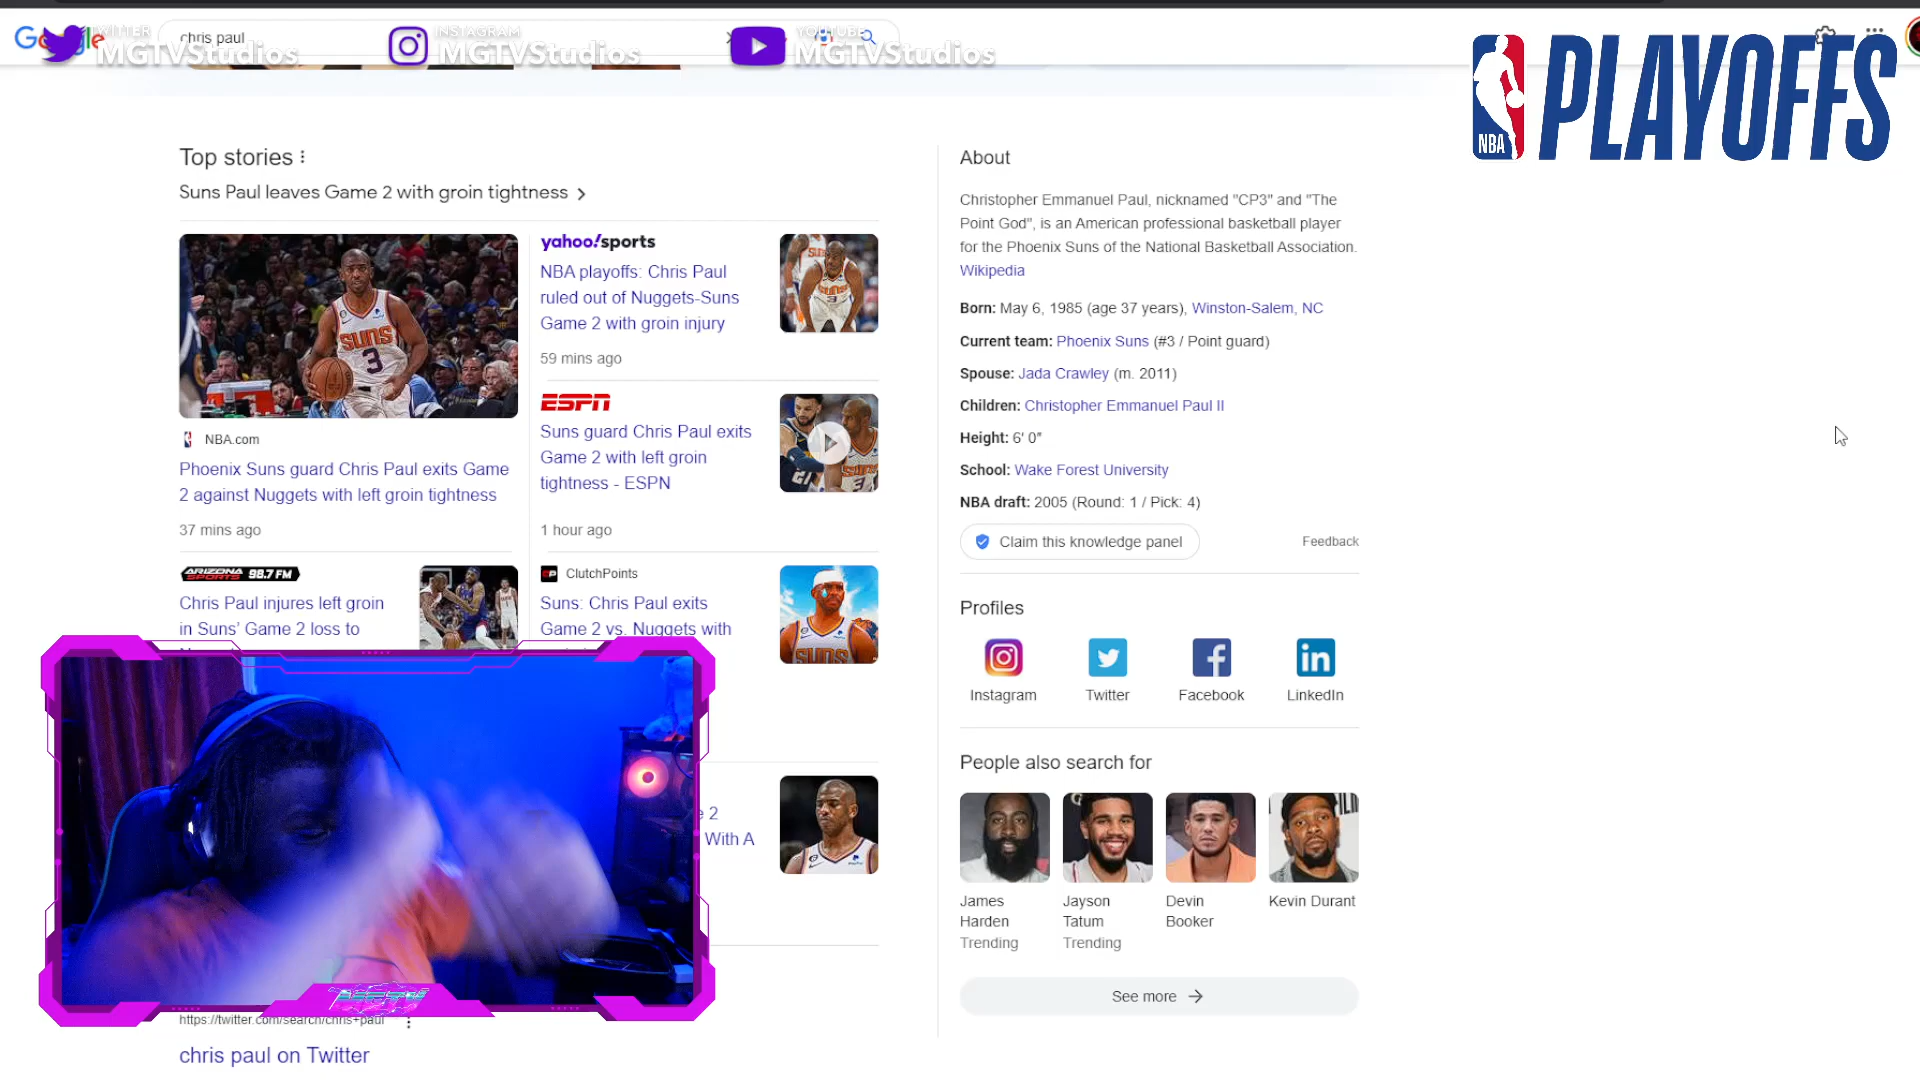 Google
chris paul
TWITTER
MGTVStudios
INSTAGRAM
MGTVStudios
YOUTUBE
MGTVStudios
NBA
PLAYOFFS
Top stories
Suns Paul leaves Game 2 with groin tightness
SUNS
3
NBA.com
Phoenix Suns guard Chris Paul exits Game
2 against Nuggets with left groin tightness
37 mins ago
yahoo!sports
NBA playoffs: Chris Paul
ruled out of Nuggets-Suns
Game 2 with groin injury
59 mins ago
ESPN
Suns guard Chris Paul exits
Game 2 with left groin
tightness - ESPN
1 hour ago
ARIZONA SPORTS 98.7 FM
Chris Paul injures left groin
in Suns’ Game 2 loss to
ClutchPoints
Suns: Chris Paul exits
Game 2 vs. Nuggets with
2
With A
MGTV
https://twitter.com/search/chris+paul
chris paul on Twitter
About
Christopher Emmanuel Paul, nicknamed "CP3" and "The
Point God", is an American professional basketball player
for the Phoenix Suns of the National Basketball Association.
Wikipedia
Born: May 6, 1985 (age 37 years), Winston-Salem, NC
Current team: Phoenix Suns (#3 / Point guard)
Spouse: Jada Crawley (m. 2011)
Children: Christopher Emmanuel Paul II
Height: 6′ 0″
School: Wake Forest University
NBA draft: 2005 (Round: 1 / Pick: 4)
Claim this knowledge panel
Feedback
Profiles
Instagram
Twitter
Facebook
LinkedIn
People also search for
James
Harden
Trending
Jayson
Tatum
Trending
Devin
Booker
Kevin Durant
See more